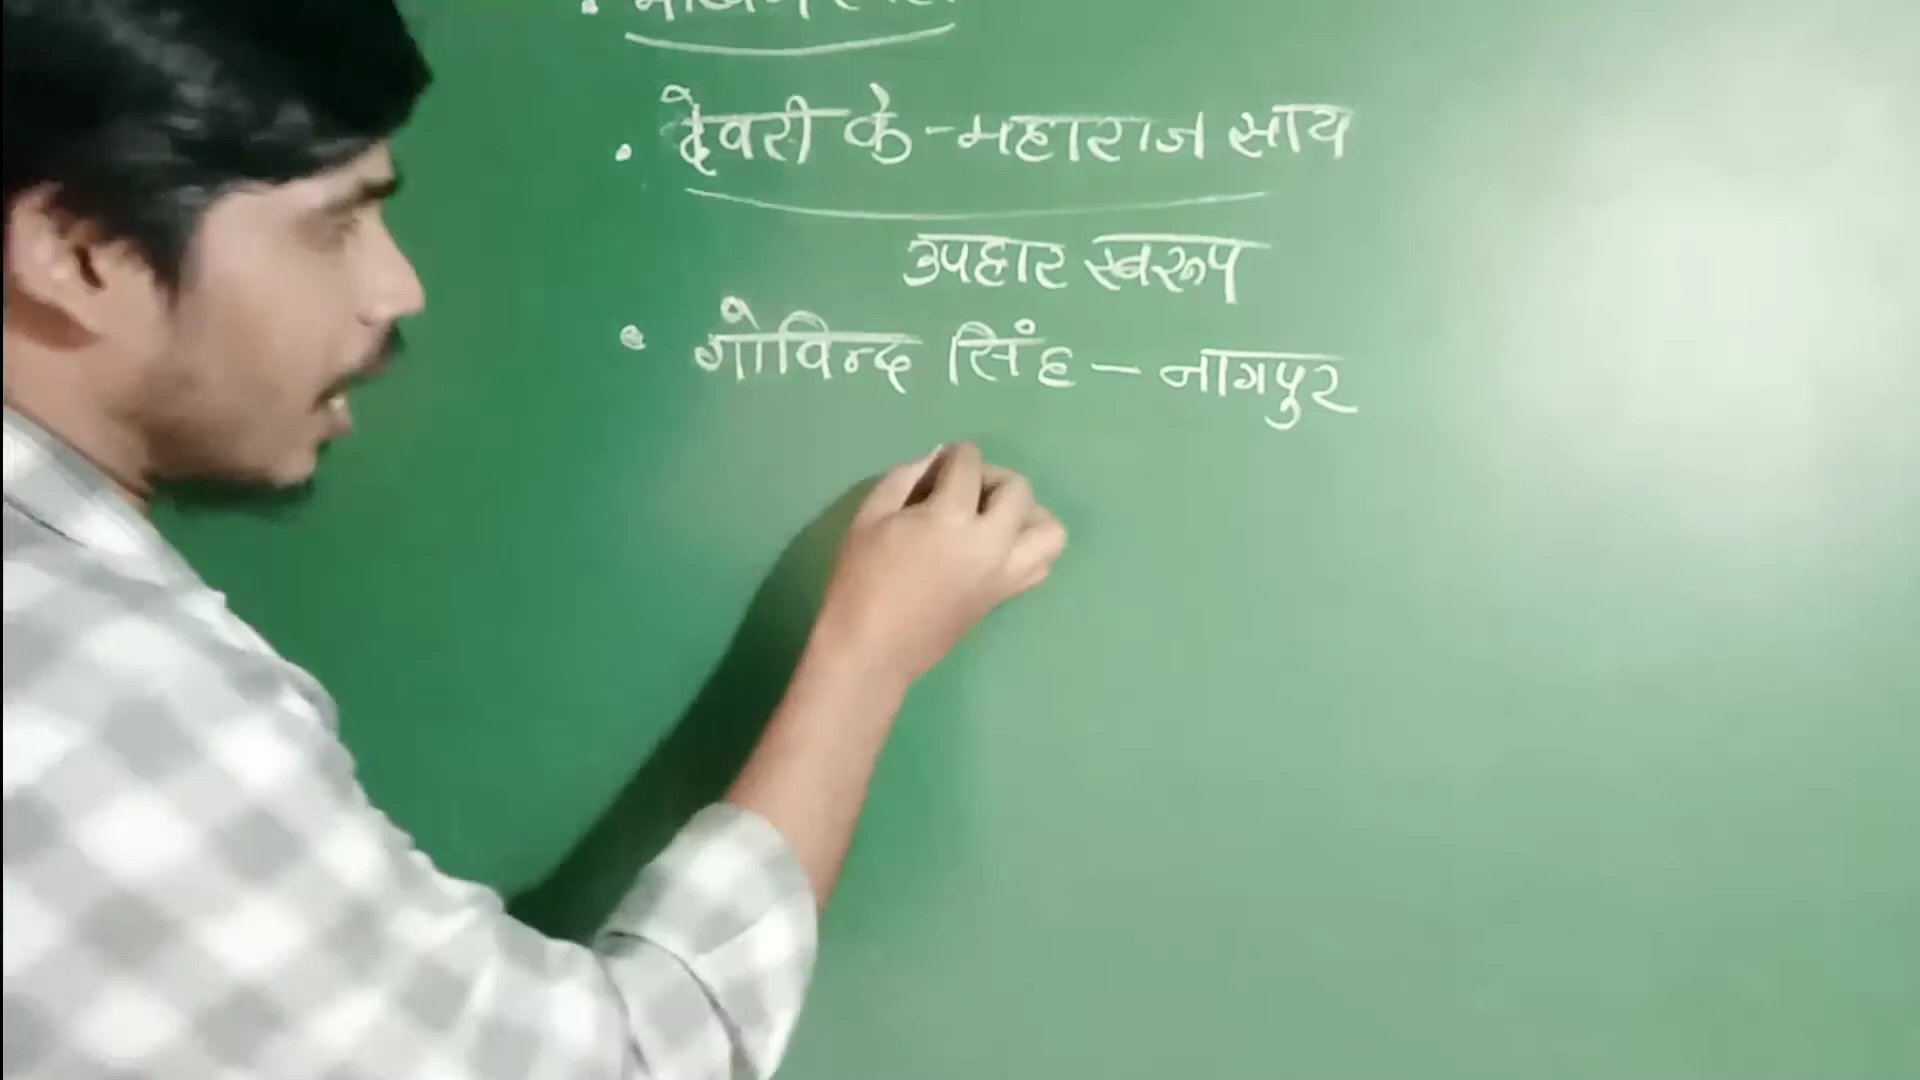 • देवरी के - महाराज साय
उपहार स्वरूप
• गोविन्द सिंह - नागपुर